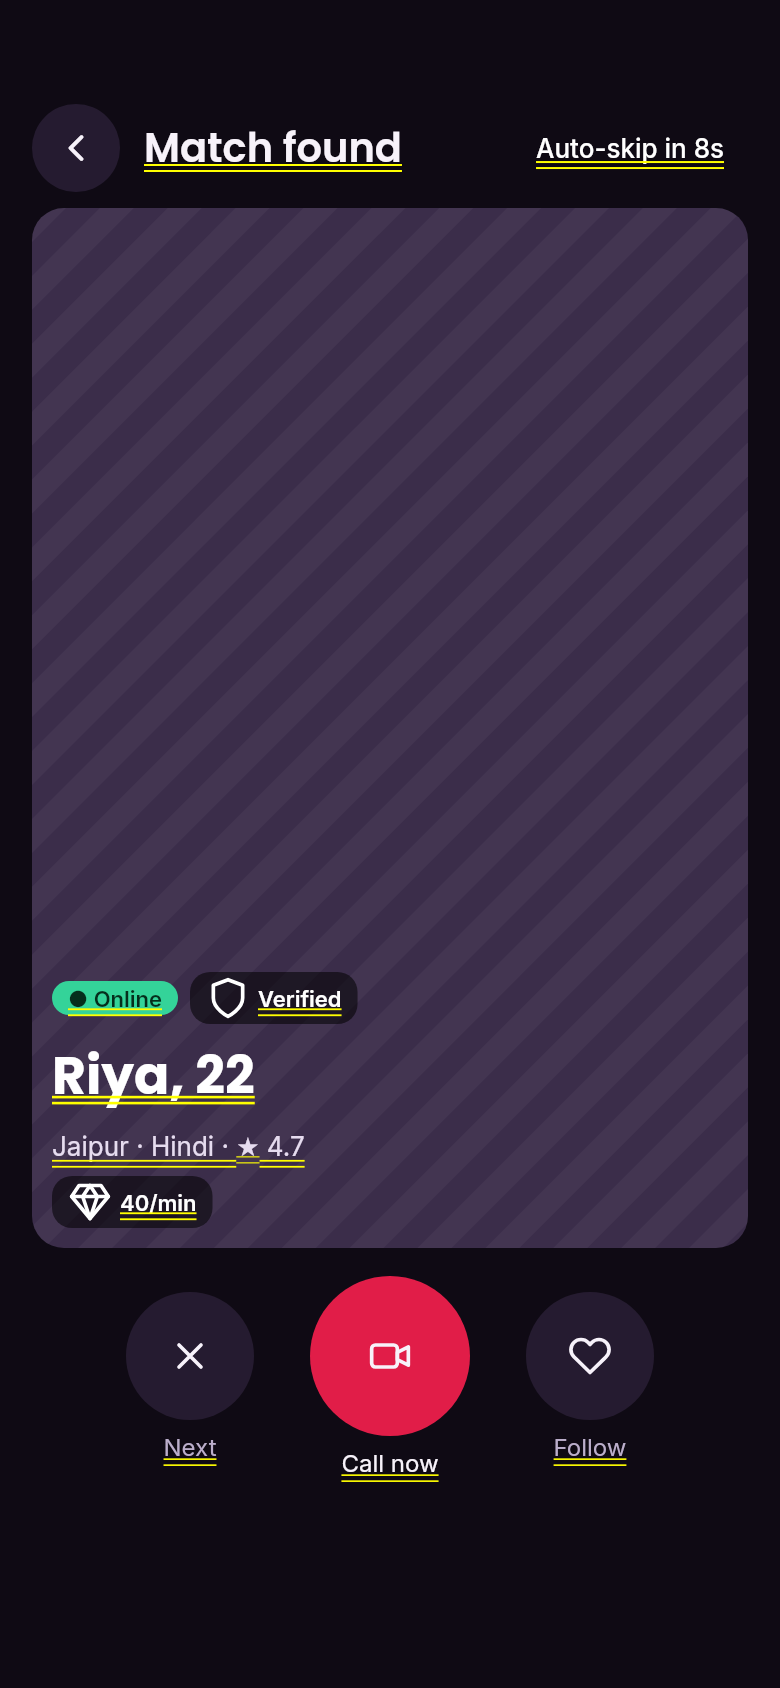 Match found
Auto-skip in 8s
● Online
Verified
Riya, 22
Jaipur · Hindi · ★ 4.7
40/min
Next
Call now
Follow